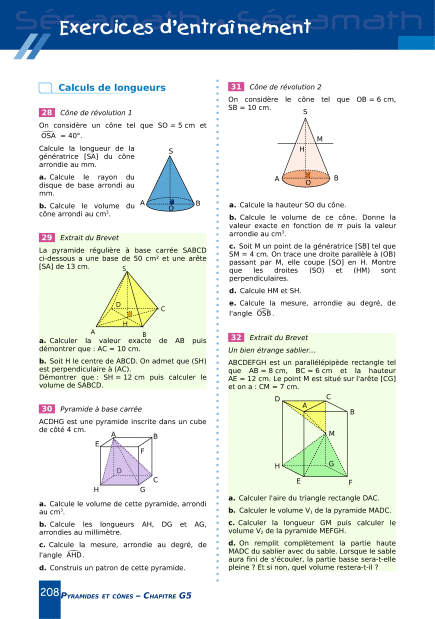 Sésamath
Sésamath
Exercices d'entraînement
Calculs de longueurs
28 Cône de révolution 1
On considère un cône tel que SO = 5 cm et
OSA = 40°.
Calcule la longueur de la
génératrice [SA] du cône
arrondie au mm.
a. Calcule le rayon du
disque de base arrondi au
mm.
b. Calcule le volume du
cône arrondi au cm³.
S
A
B
O
29 Extrait du Brevet
La pyramide régulière à base carrée SABCD
ci-dessous a une base de 50 cm² et une arête
[SA] de 13 cm.
S
D
C
H
A
B
a. Calculer la valeur exacte de AB puis
démontrer que : AC = 10 cm.
b. Soit H le centre de ABCD. On admet que (SH)
est perpendiculaire à (AC).
Démontrer que : SH = 12 cm puis calculer le
volume de SABCD.
30 Pyramide à base carrée
ACDHG est une pyramide inscrite dans un cube
de côté 4 cm.
A
B
E
F
D
C
H
G
a. Calcule le volume de cette pyramide, arrondi
au cm³.
b. Calcule les longueurs AH, DG et AG,
arrondies au millimètre.
c. Calcule la mesure, arrondie au degré, de
l'angle AHD.
d. Construis un patron de cette pyramide.
31 Cône de révolution 2
On considère le cône tel que OB = 6 cm,
SB = 10 cm.
S
M
H
A
B
O
a. Calcule la hauteur SO du cône.
b. Calcule le volume de ce cône. Donne la
valeur exacte en fonction de π puis la valeur
arrondie au cm³.
c. Soit M un point de la génératrice [SB] tel que
SM = 4 cm. On trace une droite parallèle à (OB)
passant par M, elle coupe [SO] en H. Montre
que les droites (SO) et (HM) sont
perpendiculaires.
d. Calcule HM et SH.
e. Calcule la mesure, arrondie au degré, de
l'angle OSB.
32 Extrait du Brevet
Un bien étrange sablier...
ABCDEFGH est un parallélépipède rectangle tel
que AB = 8 cm, BC = 6 cm et la hauteur
AE = 12 cm. Le point M est situé sur l'arête [CG]
et on a : CM = 7 cm.
D
C
A
B
M
H
G
E
F
a. Calculer l'aire du triangle rectangle DAC.
b. Calculer le volume V₁ de la pyramide MADC.
c. Calculer la longueur GM puis calculer le
volume V₂ de la pyramide MEFGH.
d. On remplit complètement la partie haute
MADC du sablier avec du sable. Lorsque le sable
aura fini de s'écouler, la partie basse sera-t-elle
pleine ? Et si non, quel volume restera-t-il ?
208 PYRAMIDES ET CÔNES – CHAPITRE G5